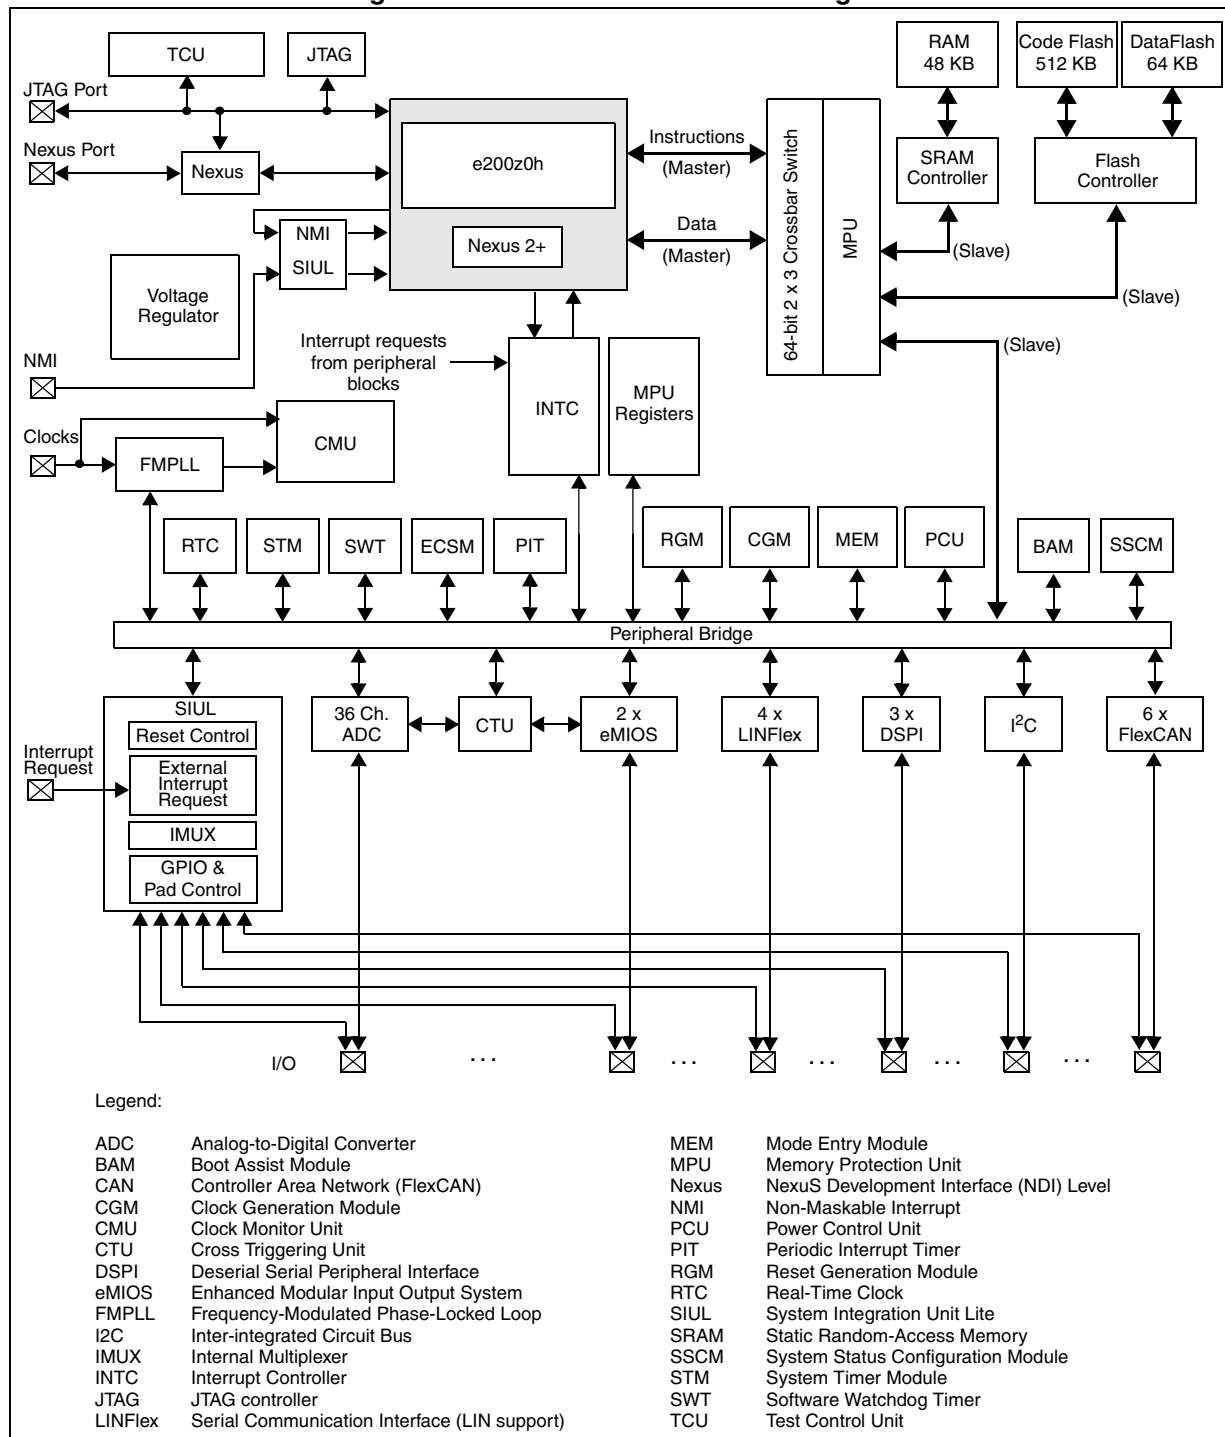 TCU
JTAG
RAM
48 KB
Code Flash
512 KB
DataFlash
64 KB
JTAG Port
Nexus Port
Nexus
e200z0h
Nexus 2+
Instructions
(Master)
Data
(Master)
64-bit 2 x 3 Crossbar Switch
MPU
SRAM
Controller
Flash
Controller
(Slave)
(Slave)
(Slave)
NMI
SIUL
Voltage
Regulator
NMI
Interrupt requests
from peripheral
blocks
INTC
MPU
Registers
Clocks
FMPLL
CMU
RTC
STM
SWT
ECSM
PIT
RGM
CGM
MEM
PCU
BAM
SSCM
Peripheral Bridge
SIUL
Reset Control
Interrupt
Request
External
Interrupt
Request
IMUX
GPIO &
Pad Control
36 Ch.
ADC
CTU
2 x
eMIOS
4 x
LINFlex
3 x
DSPI
I2C
6 x
FlexCAN
I/O
. . .
. . .
. . .
. . .
. . .
Legend:
ADC Analog-to-Digital Converter
BAM Boot Assist Module
CAN Controller Area Network (FlexCAN)
CGM Clock Generation Module
CMU Clock Monitor Unit
CTU Cross Triggering Unit
DSPI Deserial Serial Peripheral Interface
eMIOS Enhanced Modular Input Output System
FMPLL Frequency-Modulated Phase-Locked Loop
I2C Inter-integrated Circuit Bus
IMUX Internal Multiplexer
INTC Interrupt Controller
JTAG JTAG controller
LINFlex Serial Communication Interface (LIN support)
MEM Mode Entry Module
MPU Memory Protection Unit
Nexus NexuS Development Interface (NDI) Level
NMI Non-Maskable Interrupt
PCU Power Control Unit
PIT Periodic Interrupt Timer
RGM Reset Generation Module
RTC Real-Time Clock
SIUL System Integration Unit Lite
SRAM Static Random-Access Memory
SSCM System Status Configuration Module
STM System Timer Module
SWT Software Watchdog Timer
TCU Test Control Unit